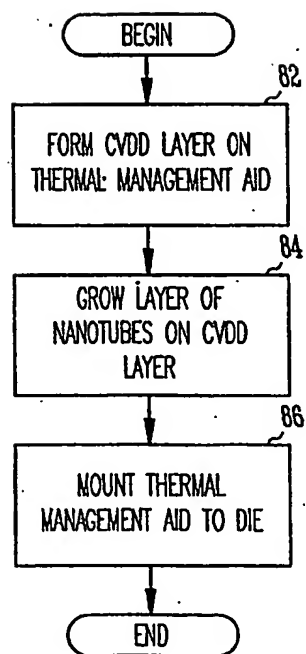 BEGIN
82
FORM CVDD LAYER ON
THERMAL MANAGEMENT AID
84
GROW LAYER OF
NANOTUBES ON CVDD
LAYER
86
MOUNT THERMAL
MANAGEMENT AID TO DIE
END